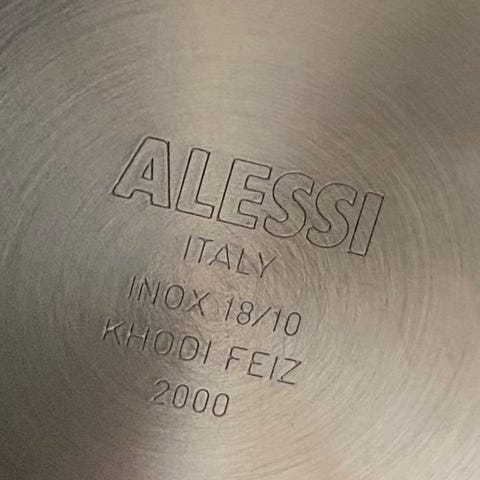 ALESSI
ITALY
INOX 18/10
KHODI FEIZ
2000